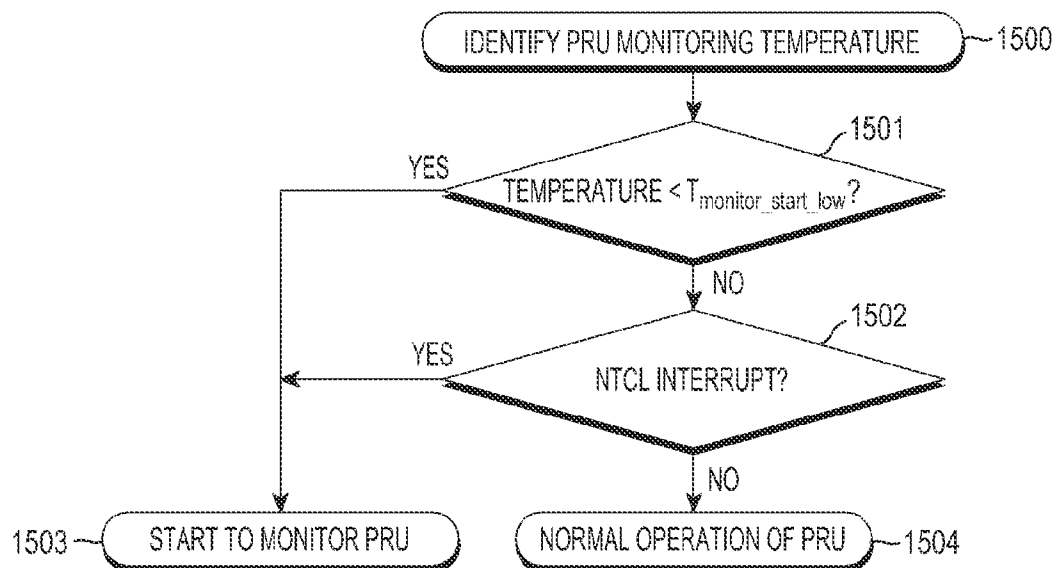 IDENTIFY PRU MONITORING TEMPERATURE
1500
1501
YES
TEMPERATURE < Tmonitor_start_low?
NO
1502
YES
NTCL INTERRUPT?
NO
1503
START TO MONITOR PRU
NORMAL OPERATION OF PRU
1504